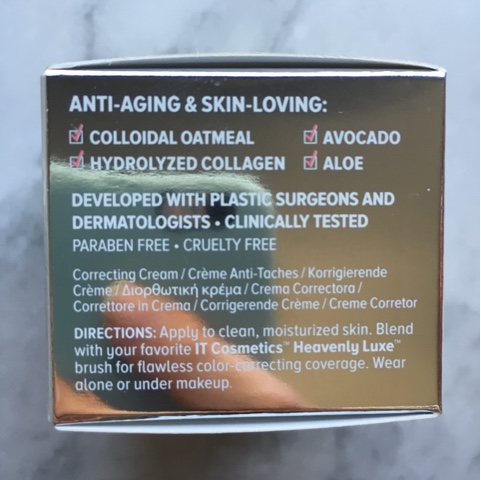 ANTI-AGING & SKIN-LOVING:
COLLOIDAL OATMEAL AVOCADO
HYDROLYZED COLLAGEN ALOE
DEVELOPED WITH PLASTIC SURGEONS AND
DERMATOLOGISTS • CLINICALLY TESTED
PARABEN FREE • CRUELTY FREE
Correcting Cream / Crème Anti-Taches / Korrigierende
Crème / Διορθωτική κρέμα / Crema Correctora /
Correttore in Crema / Corrigerende Crème / Creme Corretor
DIRECTIONS: Apply to clean, moisturized skin. Blend
with your favorite IT Cosmetics™ Heavenly Luxe™
brush for flawless color-correcting coverage. Wear
alone or under makeup.